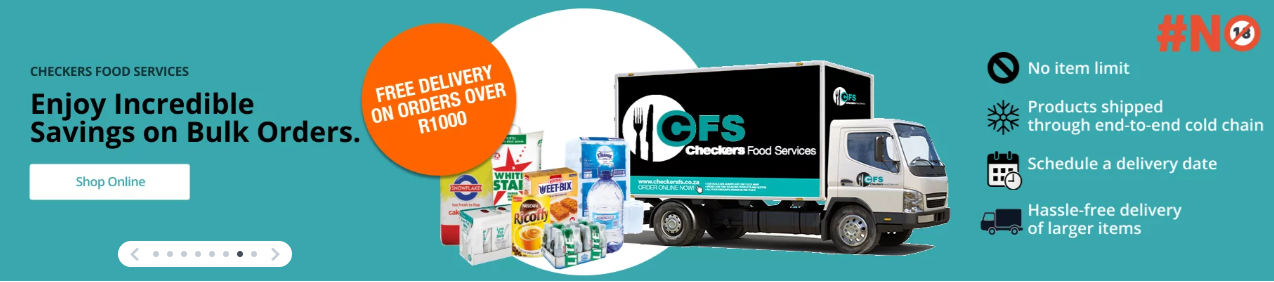 CHECKERS FOOD SERVICES
Enjoy Incredible
Savings on Bulk Orders.
Shop Online
FREE DELIVERY
ON ORDERS OVER
R1000
SNOWFLAKE
WHITE
STAR
NESCAFÉ
Ricoffy
WEET-BIX
CFS
CFS
Checkers Food Services
www.checkersfs.co.za
ORDER ONLINE NOW!
CFS
#NO
18
No item limit
Products shipped
through end-to-end cold chain
Schedule a delivery date
Hassle-free delivery
of larger items